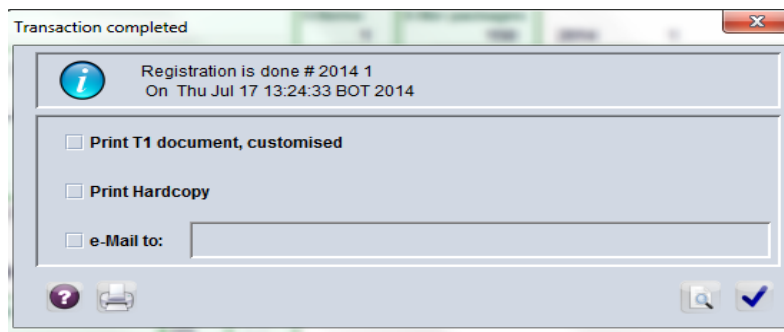 Transaction completed
Registration is done # 2014 1
On Thu Jul 17 13:24:33 BOT 2014
Print T1 document, customised
Print Hardcopy
e-Mail to: